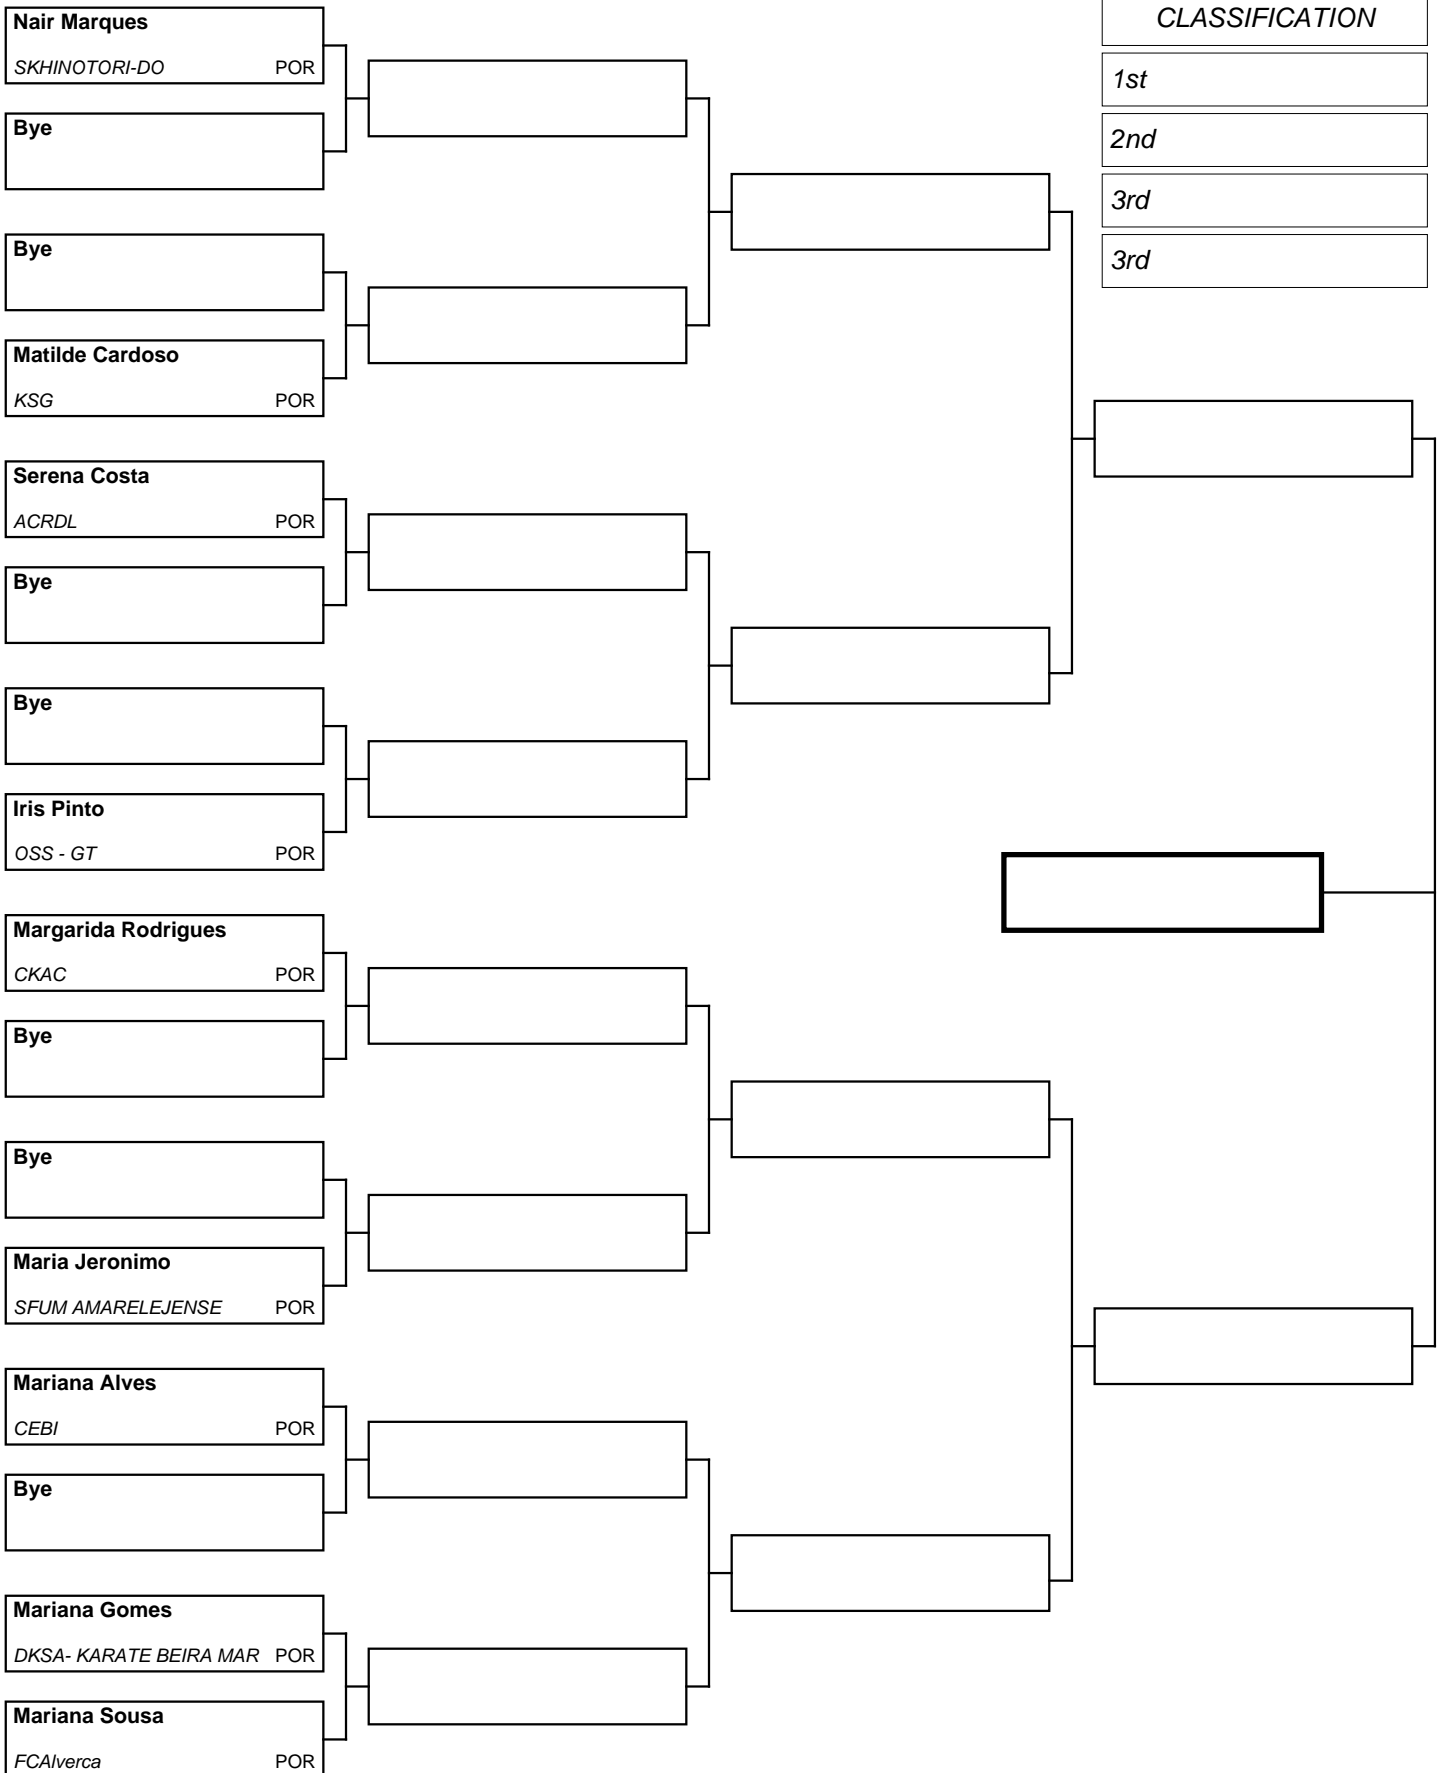 Nair Marques
SKHINOTORI-DO POR
Bye
Bye
Matilde Cardoso
KSG POR
Serena Costa
ACRDL POR
Bye
Bye
Iris Pinto
OSS - GT POR
Margarida Rodrigues
CKAC POR
Bye
Bye
Maria Jeronimo
SFUM AMARELEJENSE POR
Mariana Alves
CEBI POR
Bye
Mariana Gomes
DKSA- KARATE BEIRA MAR POR
Mariana Sousa
FCAlverca POR
CLASSIFICATION
1st
2nd
3rd
3rd